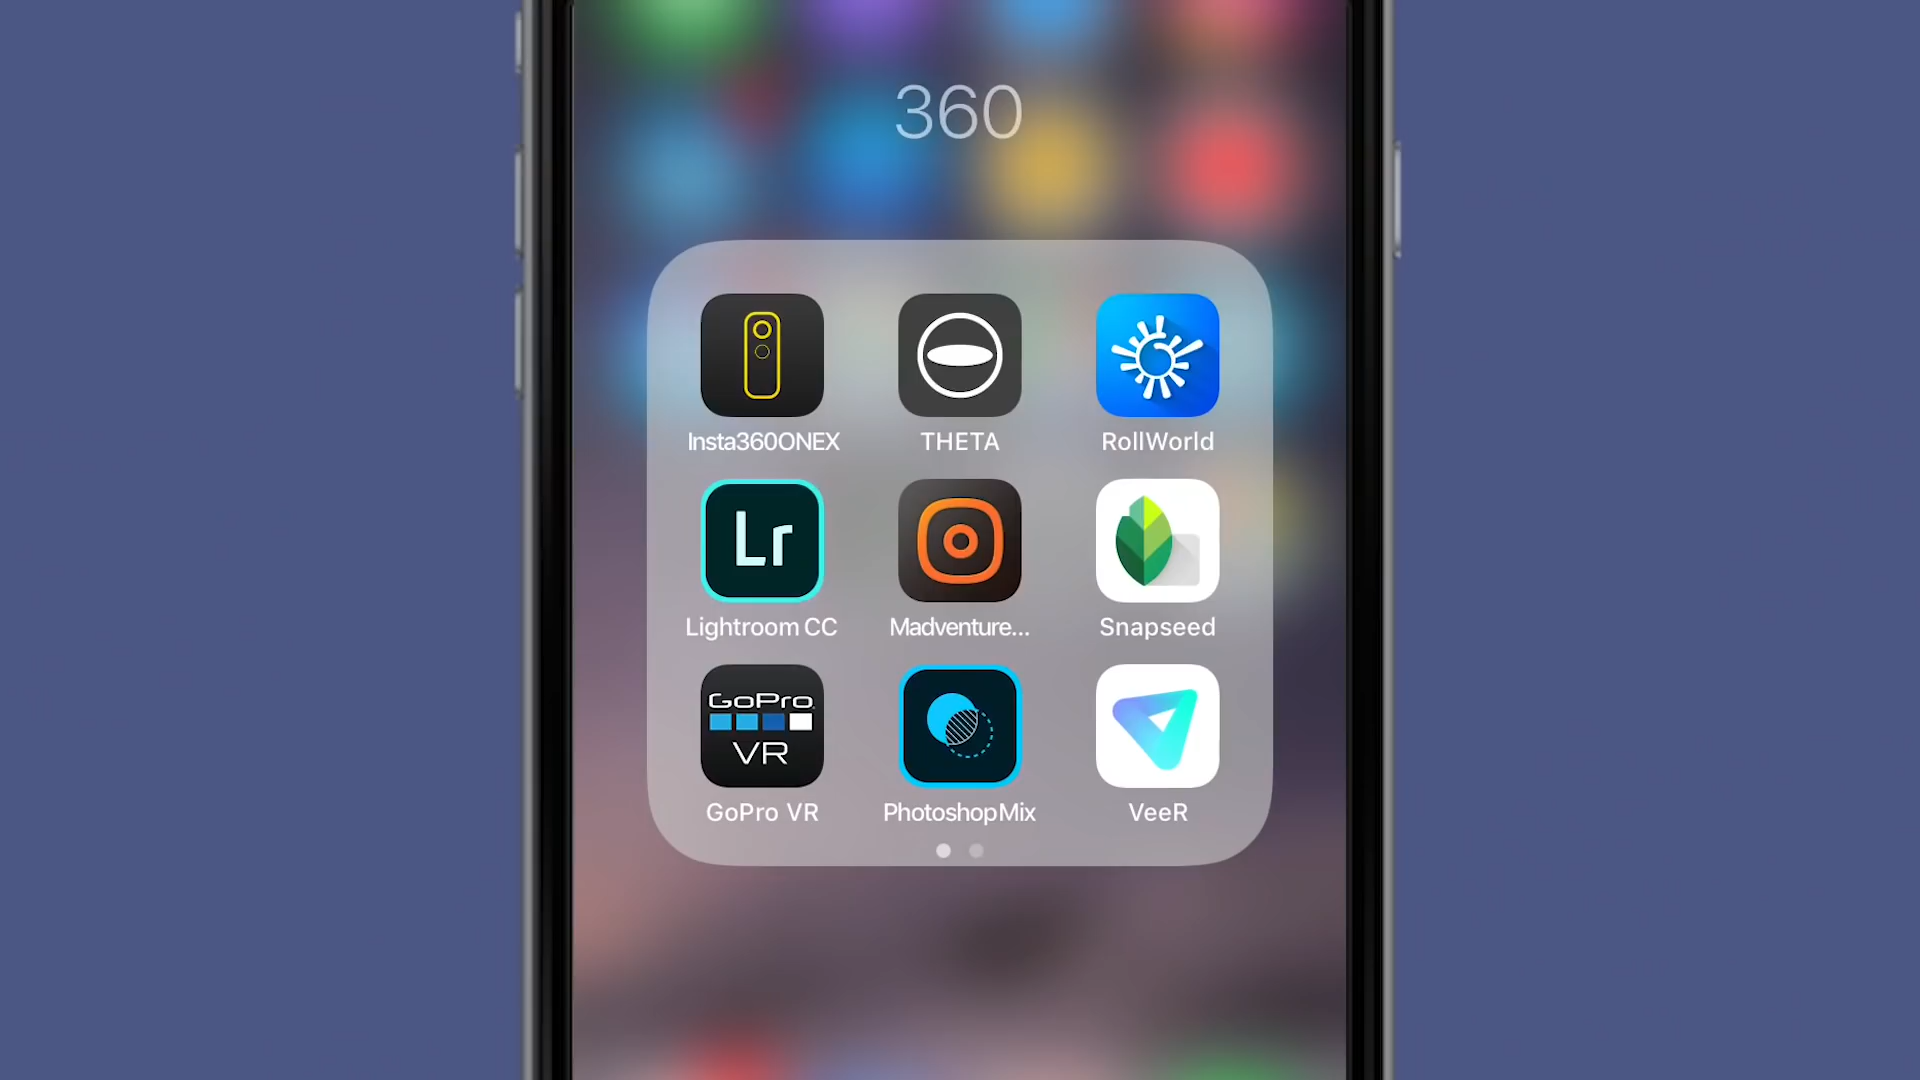 360
Insta360ONEX
THETA
RollWorld
Lr
Lightroom CC
Madventure...
Snapseed
GoPro
VR
GoPro VR
PhotoshopMix
VeeR